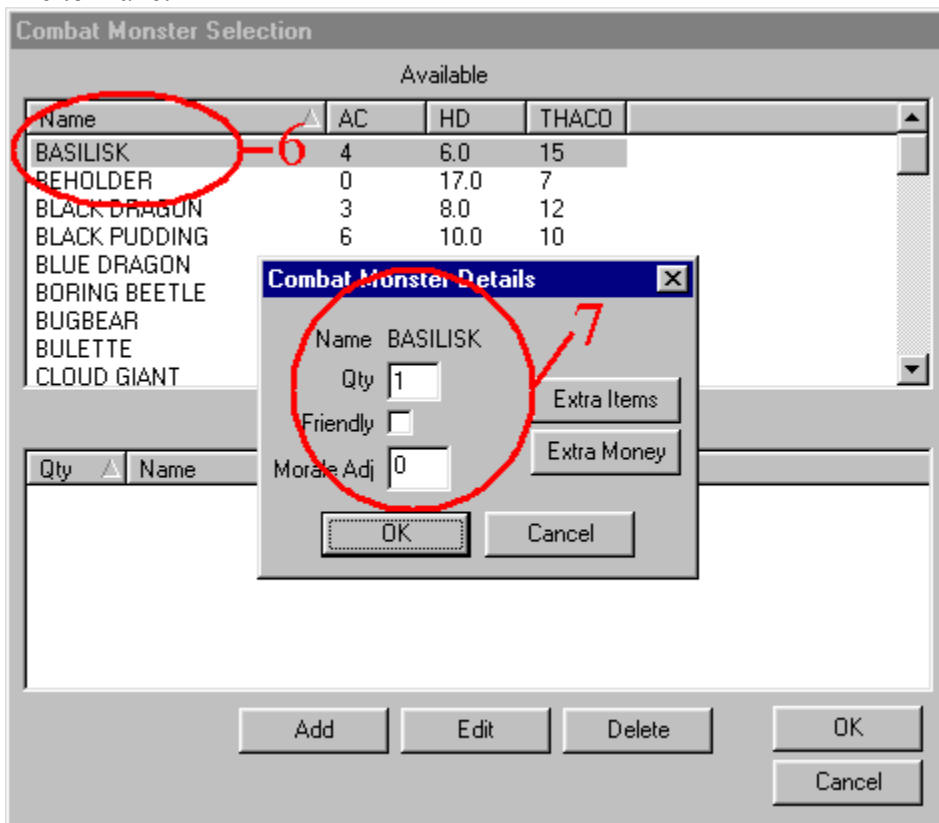 Combat Monster Selection
Available
Name AC HD THACO
BASILISK 4 6.0 15
BEHOLDER 0 17.0 7
BLACK DRAGON 3 8.0 12
BLACK PUDDING 6 10.0 10
BLUE DRAGON
BORING BEETLE
BUGBEAR
BULETTE
CLOUD GIANT
6
Combat Monster Details
7
Name BASILISK
Qty 1
Friendly
Morale Adj 0
Extra Items
Extra Money
OK Cancel
Qty Name
Add Edit Delete OK
Cancel